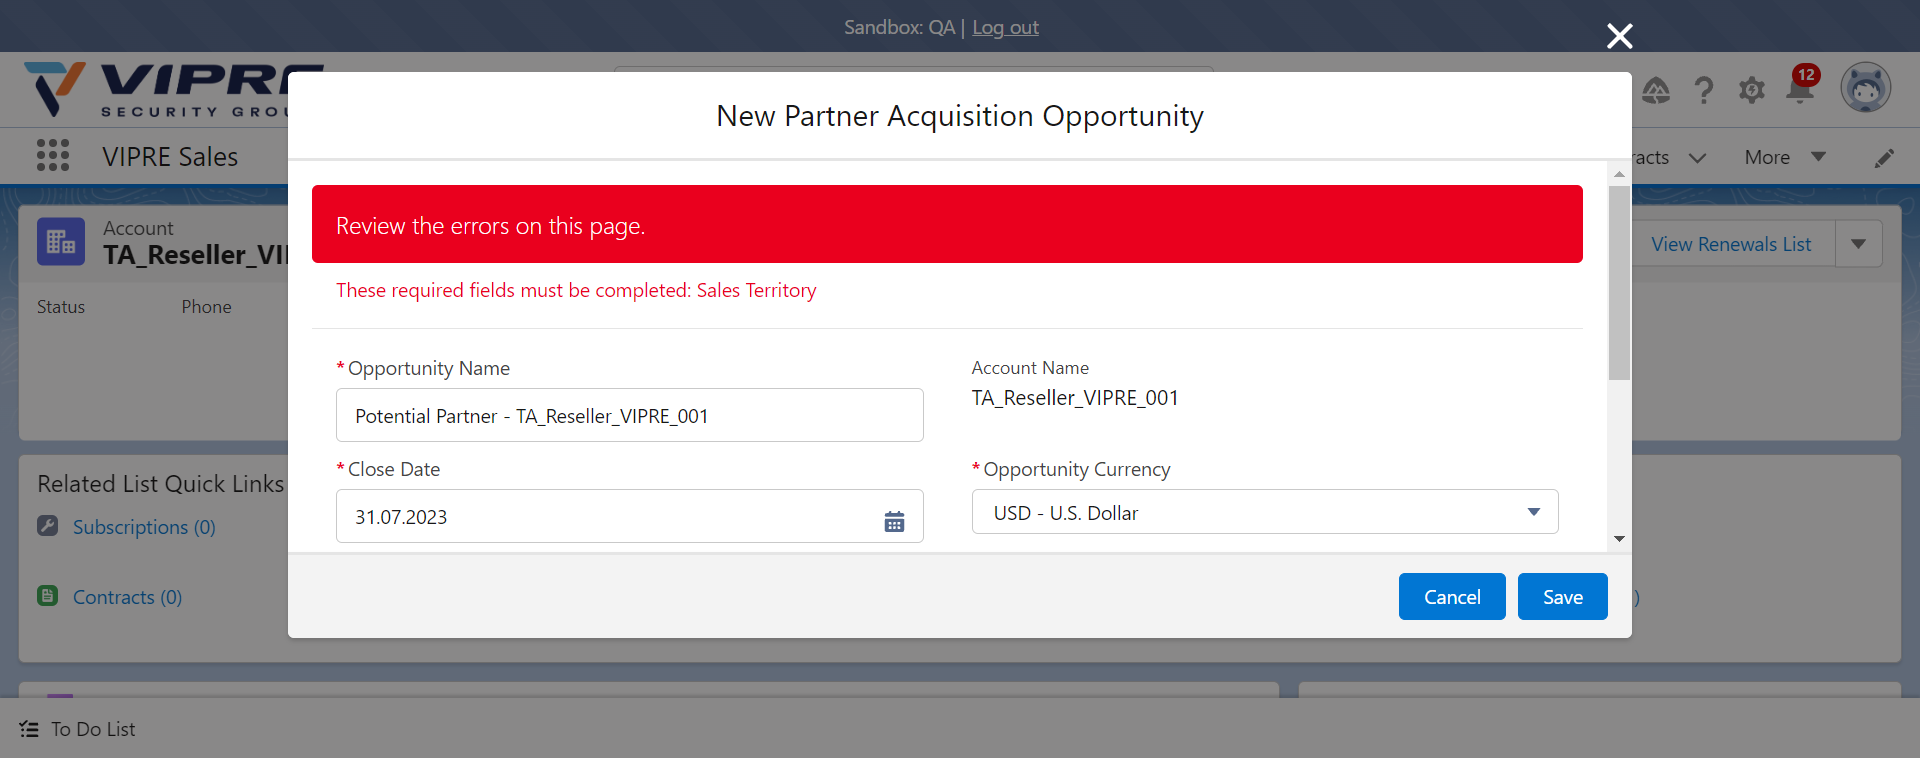 Sandbox: QA | Log out
VIPRE
SECURITY GROU
12
VIPRE Sales
racts
More
New Partner Acquisition Opportunity
Account
TA_Reseller_VI
View Renewals List
Status
Phone
Review the errors on this page.
These required fields must be completed: Sales Territory
*Opportunity Name
Account Name
Potential Partner - TA_Reseller_VIPRE_001
TA_Reseller_VIPRE_001
*Close Date
*Opportunity Currency
31.07.2023
USD - U.S. Dollar
Related List Quick Links
Subscriptions (0)
Contracts (0)
)
Cancel
Save
To Do List